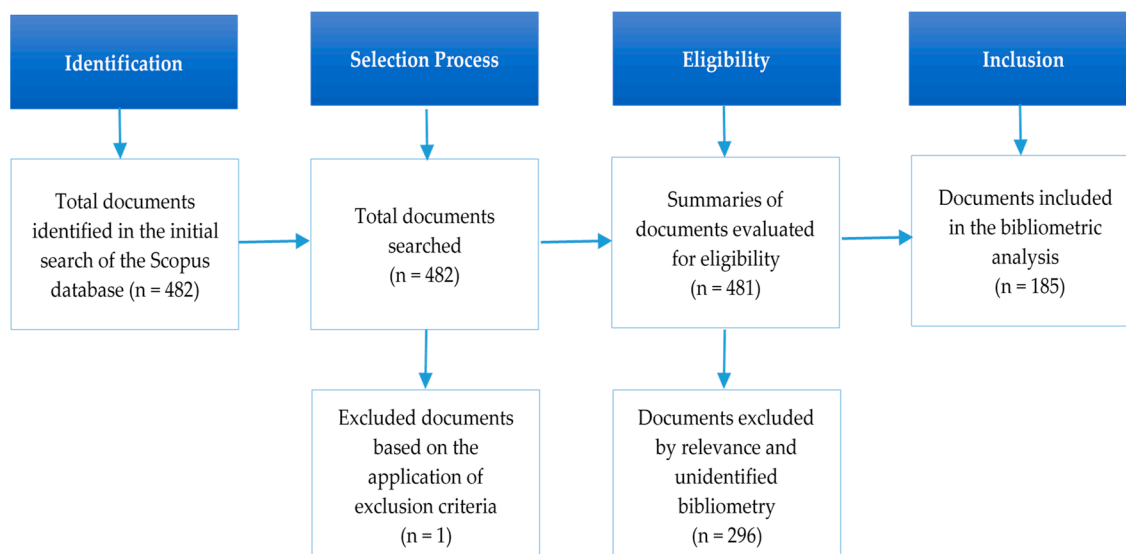 Identification
Selection Process
Eligibility
Inclusion
Total documents
identified in the initial
search of the Scopus
database (n = 482)
Total documents
searched
(n = 482)
Summaries of
documents evaluated
for eligibility
(n = 481)
Documents included
in the bibliometric
analysis
(n = 185)
Excluded documents
based on the
application of
exclusion criteria
(n = 1)
Documents excluded
by relevance and
unidentified
bibliometry
(n = 296)